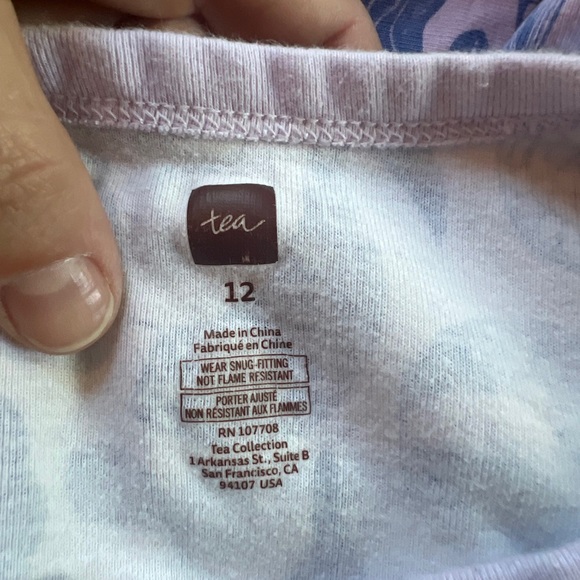 tea
12
Made in China
Fabriqué en Chine
WEAR SNUG-FITTING
NOT FLAME RESISTANT
PORTER AJUSTÉ
NON RÉSISTANT AUX FLAMMES
RN 107708
Tea Collection
1 Arkansas St., Suite B
San Francisco, CA
94107 USA